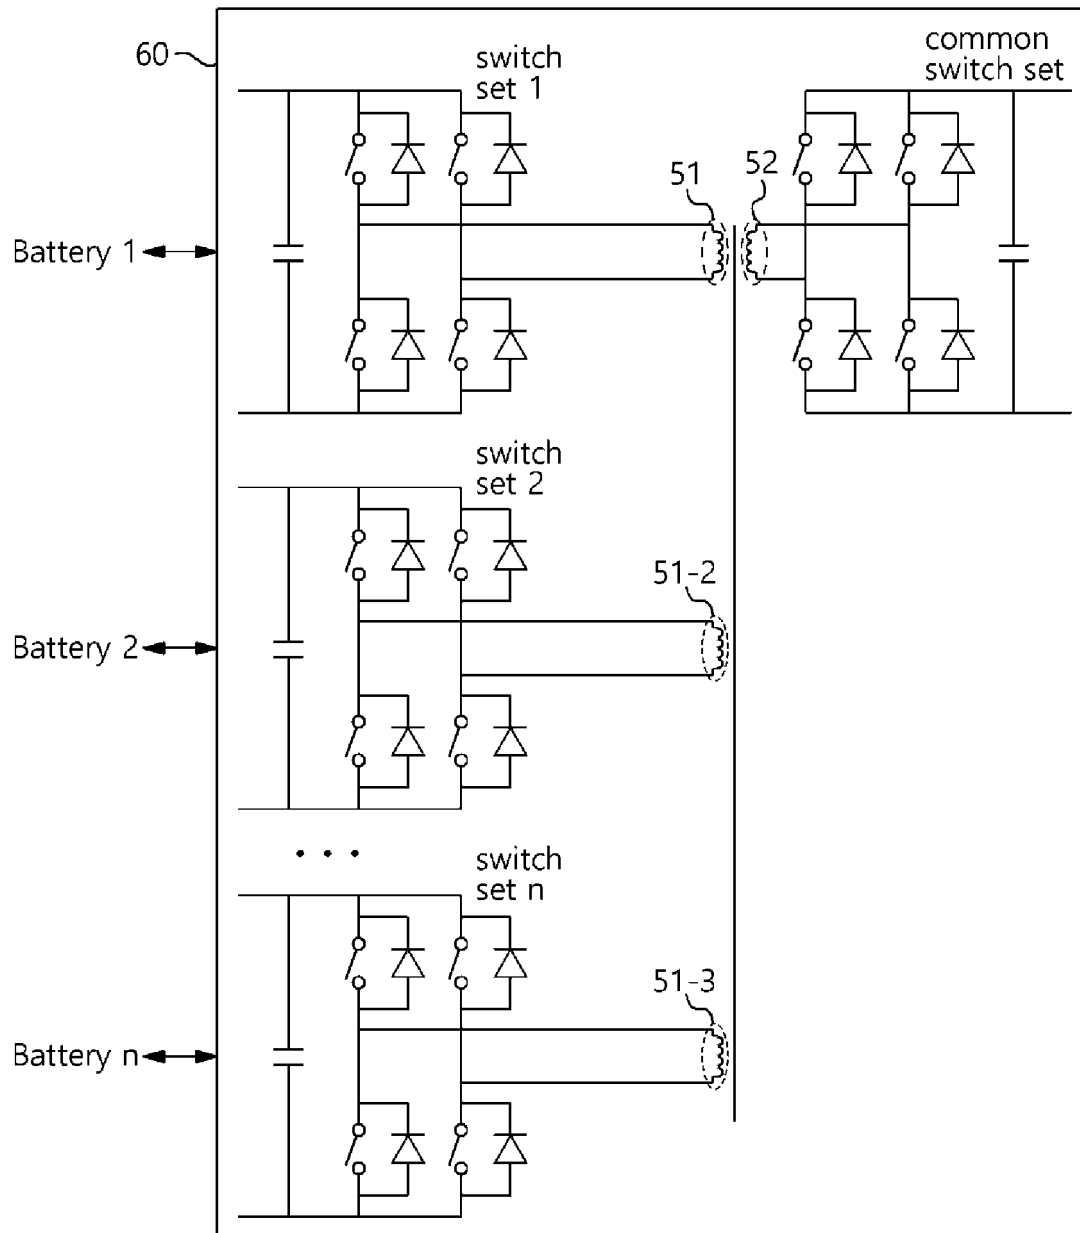 60
switch
set 1
common
switch set
51
52
Battery 1
switch
set 2
51-2
Battery 2
• • •
switch
set n
51-3
Battery n